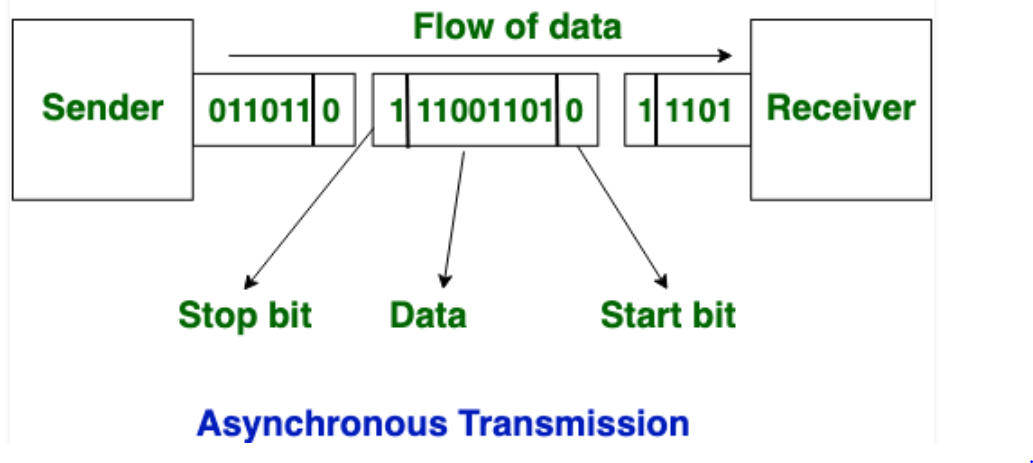 Flow of data
Sender 011011 0 1 11001101 0 1 1101 Receiver
Stop bit Data Start bit
Asynchronous Transmission